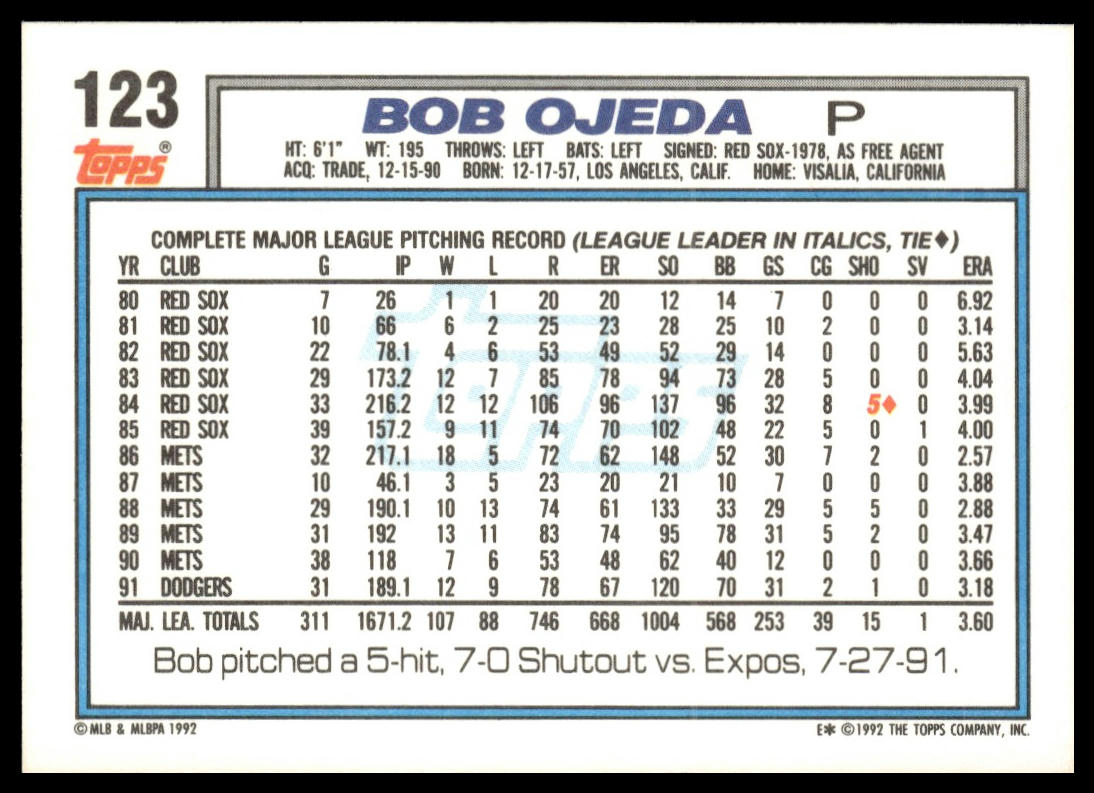 123
Topps®
BOB OJEDA P
HT: 6'1" WT: 195 THROWS: LEFT BATS: LEFT SIGNED: RED SOX-1978, AS FREE AGENT
ACQ: TRADE, 12-15-90 BORN: 12-17-57, LOS ANGELES, CALIF. HOME: VISALIA, CALIFORNIA
COMPLETE MAJOR LEAGUE PITCHING RECORD (LEAGUE LEADER IN ITALICS, TIE♦)
YR CLUB G IP W L R ER SO BB GS CG SHO SV ERA
80 RED SOX 7 26 1 1 20 20 12 14 7 0 0 0 6.92
81 RED SOX 10 66 6 2 25 23 28 25 10 2 0 0 3.14
82 RED SOX 22 78.1 4 6 53 49 52 29 14 0 0 0 5.63
83 RED SOX 29 173.2 12 7 85 78 94 73 28 5 0 0 4.04
84 RED SOX 33 216.2 12 12 106 96 137 96 32 8 5♦ 0 3.99
85 RED SOX 39 157.2 9 11 74 70 102 48 22 5 0 1 4.00
86 METS 32 217.1 18 5 72 62 148 52 30 7 2 0 2.57
87 METS 10 46.1 3 5 23 20 21 10 7 0 0 0 3.88
88 METS 29 190.1 10 13 74 61 133 33 29 5 5 0 2.88
89 METS 31 192 13 11 83 74 95 78 31 5 2 0 3.47
90 METS 38 118 7 6 53 48 62 40 12 0 0 0 3.66
91 DODGERS 31 189.1 12 9 78 67 120 70 31 2 1 0 3.18
MAJ. LEA. TOTALS 311 1671.2 107 88 746 668 1004 568 253 39 15 1 3.60
Topps
Bob pitched a 5-hit, 7-0 Shutout vs. Expos, 7-27-91.
© MLB & MLBPA 1992
E* ©1992 THE TOPPS COMPANY, INC.